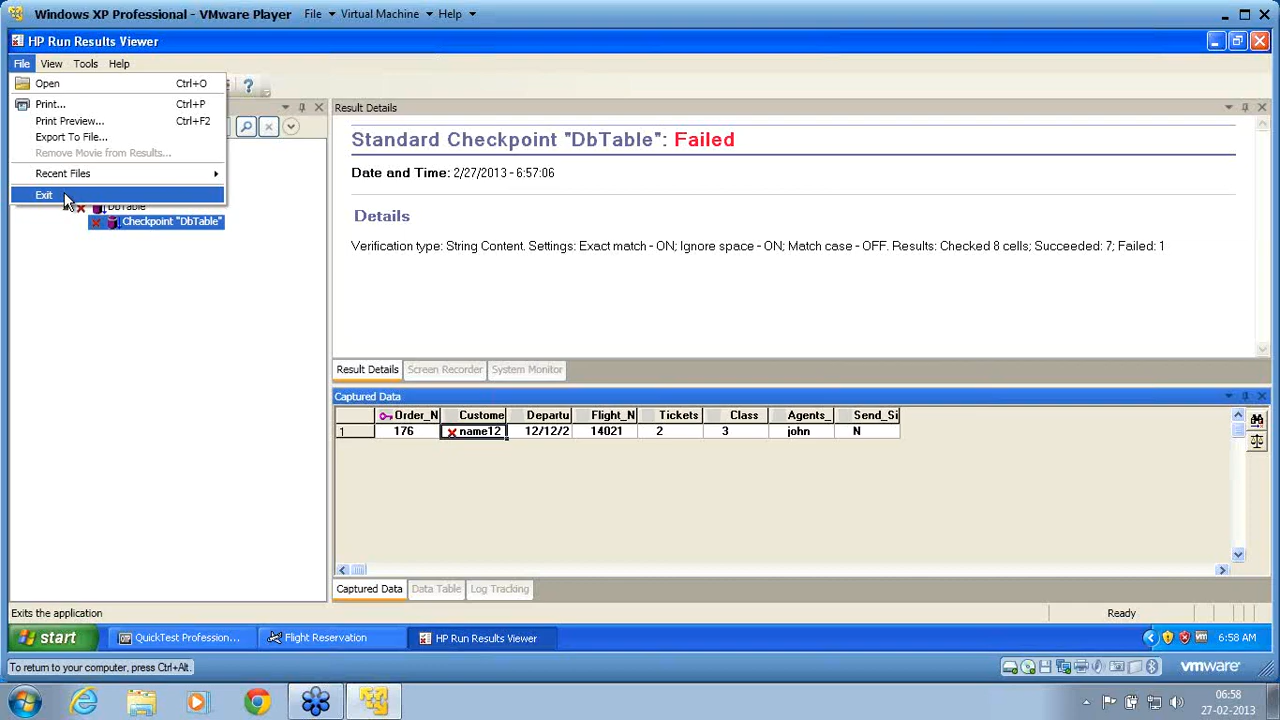 Windows XP Professional - VMware Player File Virtual Machine Help
HP Run Results Viewer
File View Tools Help
Open Ctrl+O
Print... Ctrl+P
Print Preview... Ctrl+F2
Export To File...
Remove Movie from Results...
Recent Files
Exit
DbTable
Checkpoint "DbTable"
Result Details
Standard Checkpoint "DbTable": Failed
Date and Time: 2/27/2013 - 6:57:06
Details
Verification type: String Content. Settings: Exact match - ON; Ignore space - ON; Match case - OFF. Results: Checked 8 cells; Succeeded: 7; Failed: 1
Result Details Screen Recorder System Monitor
Captured Data
Order_N Custome Departu Flight_N Tickets Class Agents_ Send_Si
1 176 name12 12/12/2 14021 2 3 john N
Captured Data Data Table Log Tracking
Exits the application Ready
start QuickTest Profession... Flight Reservation HP Run Results Viewer 6:58 AM
To return to your computer, press Ctrl+Alt. vmware
06:58
27-02-2013